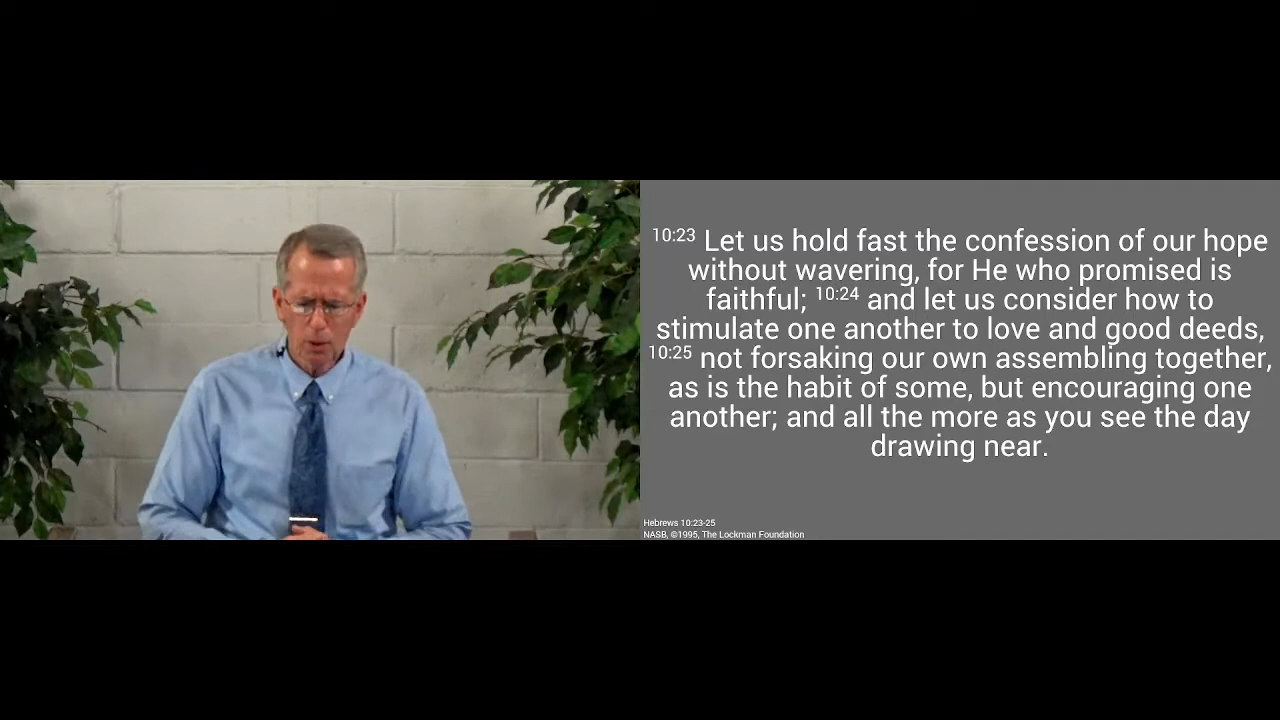 10:23 Let us hold fast the confession of our hope
without wavering, for He who promised is
faithful; 10:24 and let us consider how to
stimulate one another to love and good deeds,
10:25 not forsaking our own assembling together,
as is the habit of some, but encouraging one
another; and all the more as you see the day
drawing near.
Hebrews 10:23-25
NASB, ©1995, The Lockman Foundation